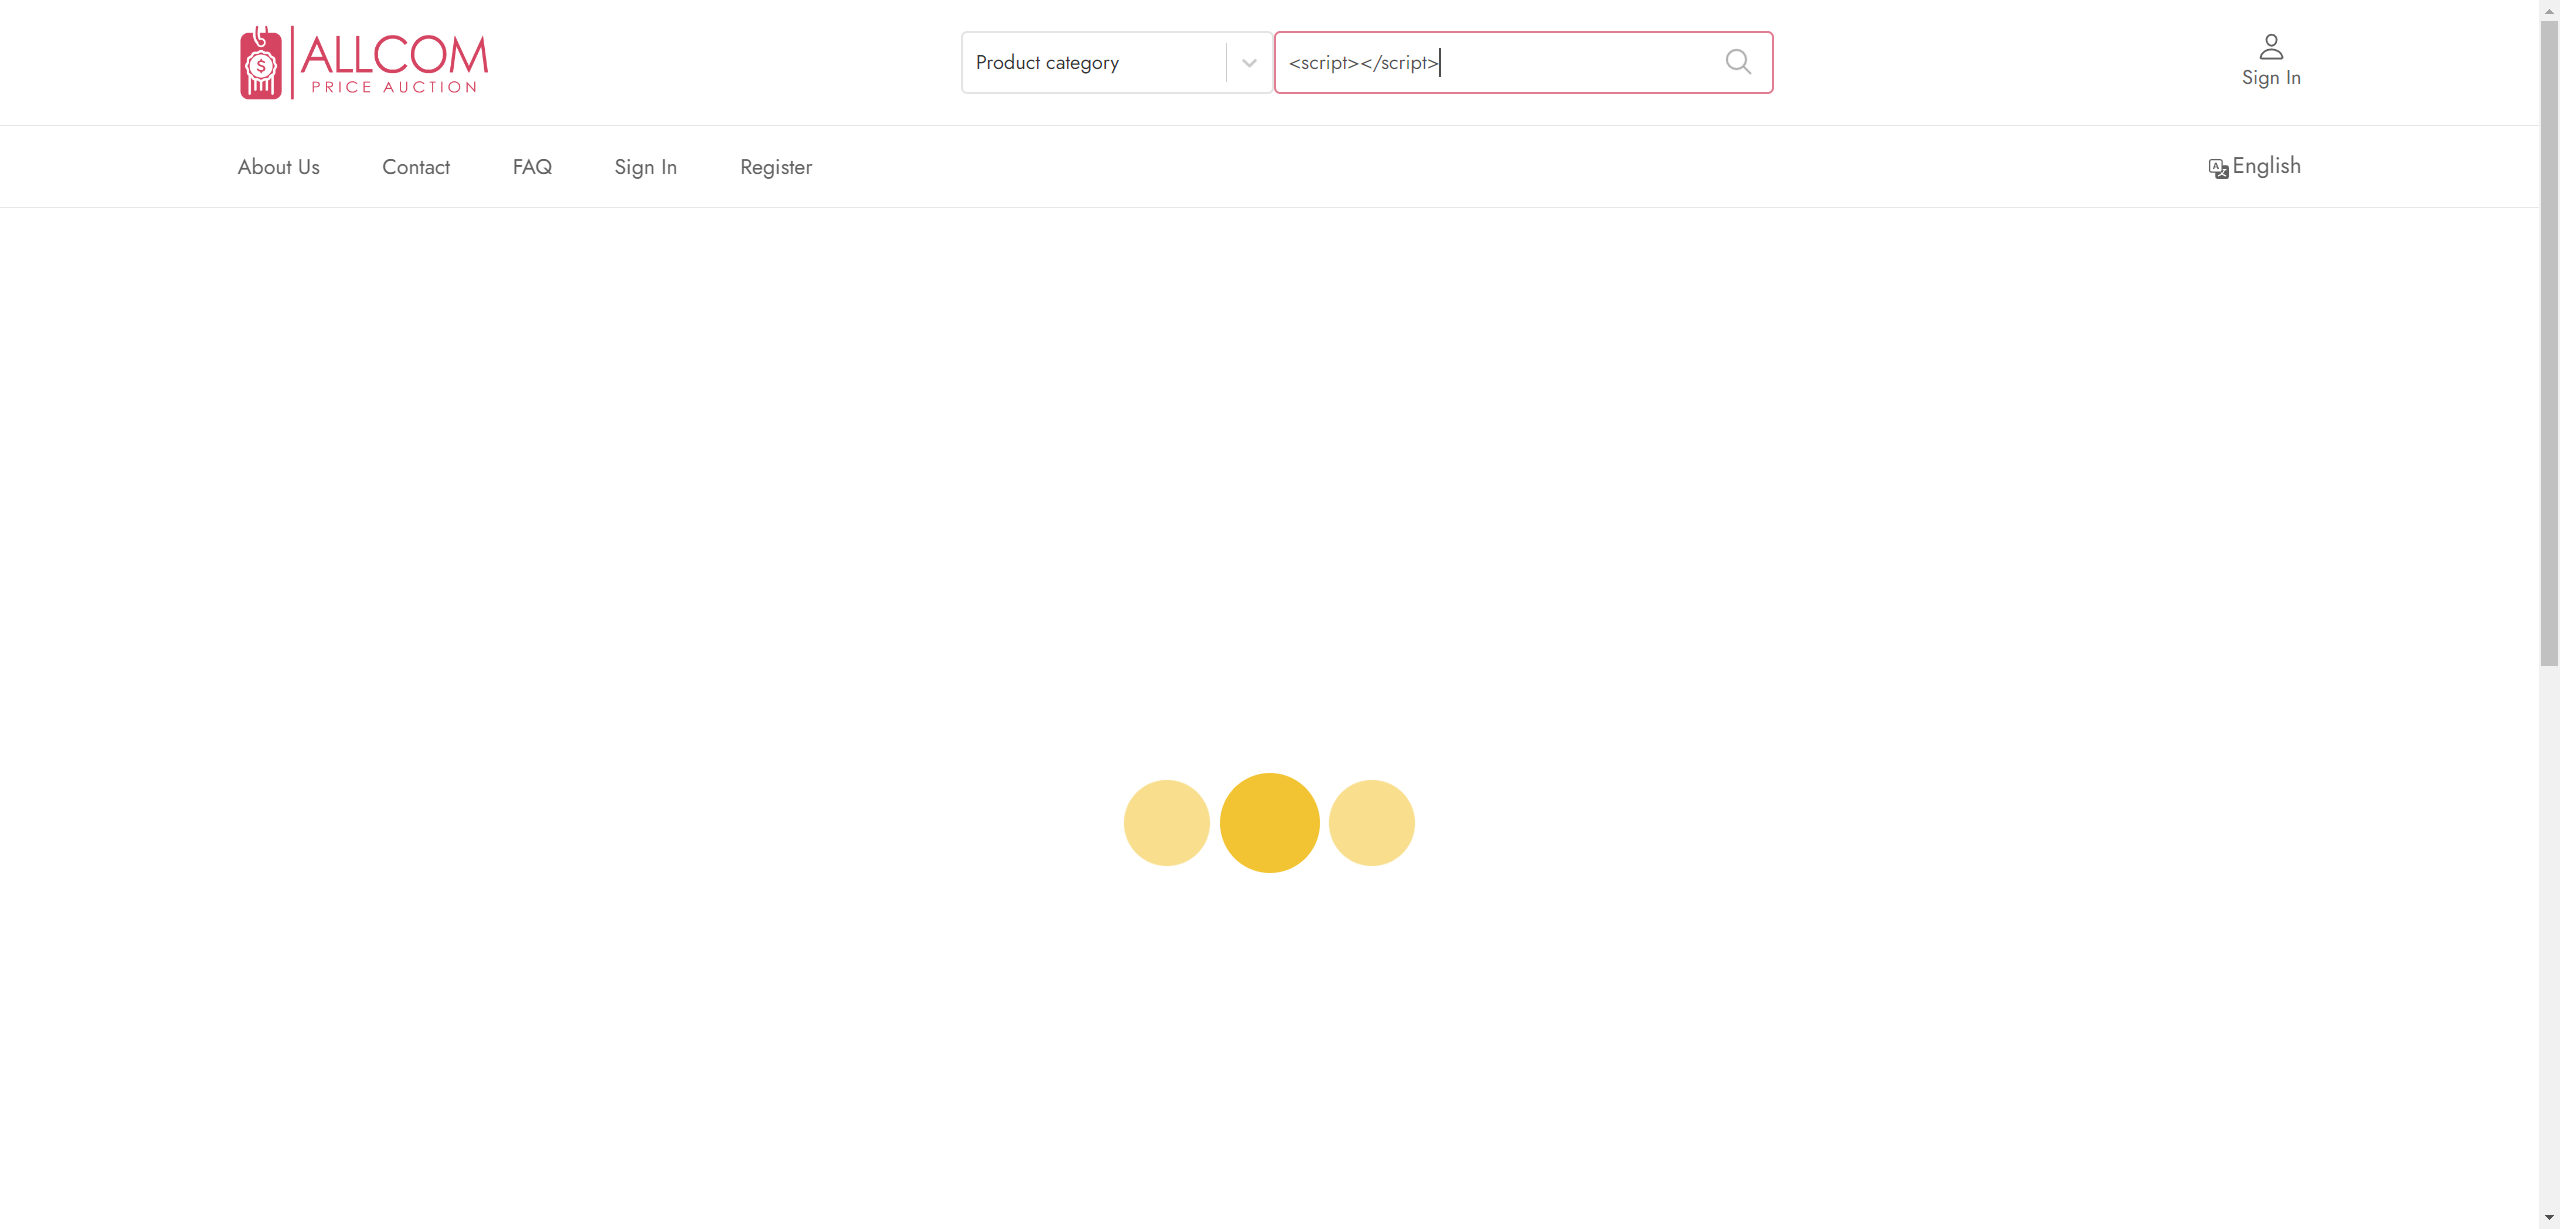 ALLCOM
PRICE AUCTION
Product category
<script></script>
Sign In
About Us
Contact
FAQ
Sign In
Register
English